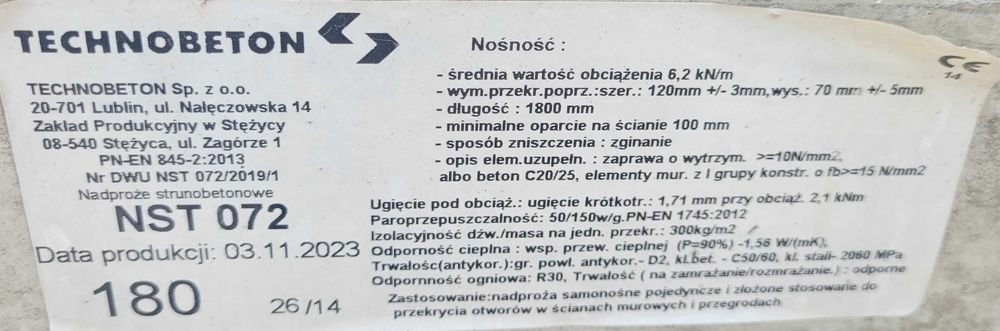 TECHNOBETON
TECHNOBETON Sp. z o.o.
20-701 Lublin, ul. Nałęczowska 14
Zakład Produkcyjny w Stężycy
08-540 Stężyca, ul. Zagórze 1
PN-EN 845-2:2013
Nr DWU NST 072/2019/1
Nadproże strunobetonowe
NST 072
Data produkcji: 03.11.2023
180 26/14
CE
14
Nośność :
- średnia wartość obciążenia 6,2 kN/m
- wym.przekr.poprz.:szer.: 120mm +/- 3mm,wys.: 70 mm +/- 5mm
- długość : 1800 mm
- minimalne oparcie na ścianie 100 mm
- sposób zniszczenia : zginanie
- opis elem.uzupełn. : zaprawa o wytrzym. >=10N/mm2,
albo beton C20/25, elementy mur. z I grupy konstr. o fb>=15 N/mm2
Ugięcie pod obciąż.: ugięcie krótkotr.: 1,71 mm przy obciąż. 2,1 kNm
Paroprzepuszczalność: 50/150w/g.PN-EN 1745:2012
Izolacyjność dźw./masa na jedn. przekr.: 300kg/m2
Odporność cieplna : wsp. przew. cieplnej (P=90%) -1,56 W/(mK),
Trwałośc(antykor.):gr. powł. antykor.- D2, kl.bet. - C50/60, kl. stali- 2060 MPa
Odpornność ogniowa: R30, Trwałość ( na zamrażanie/rozmrażanie.) : odporne
Zastosowanie:nadproża samonośne pojedyncze i złożone stosowane do
przekrycia otworów w ścianach murowych i przegrodach